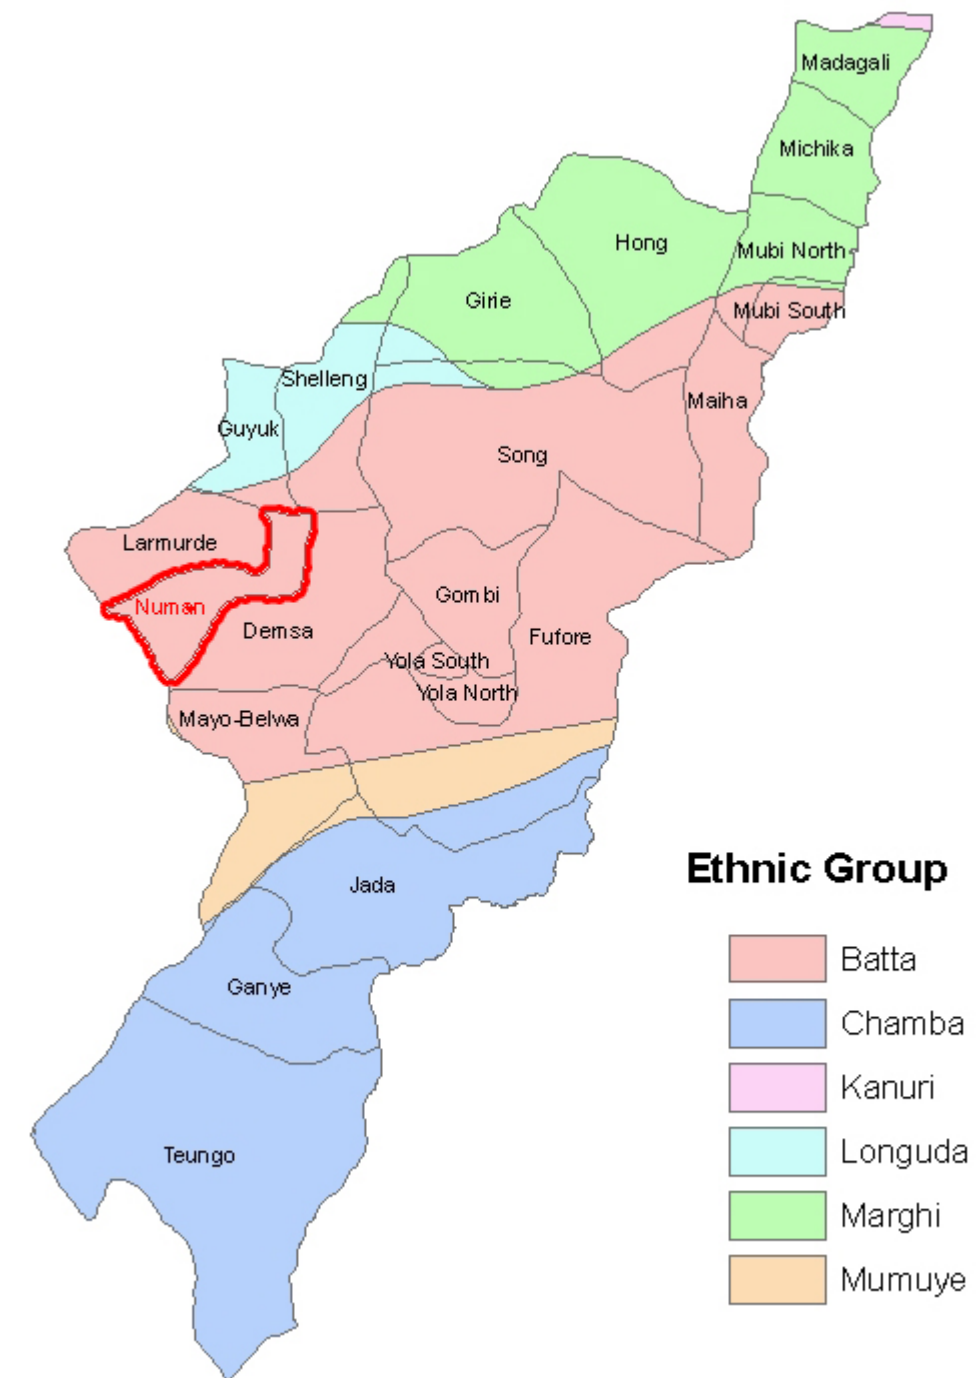 Madagali
Michika
Hong
Mubi North
Girie
Mubi South
Shelleng
Maiha
Guyuk
Song
Larmurde
Gombi
Numan
Demsa
Fufore
Yola South
Yola North
Mayo-Belwa
Ethnic Group
Jada
Batta
Ganye
Chamba
Kanuri
Teungo
Longuda
Marghi
Mumuye